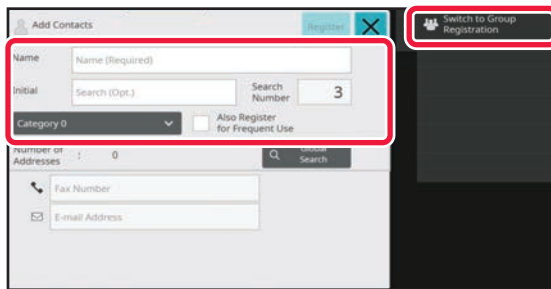 Add Contacts
Register
Switch to Group
Registration
Name
Name (Required)
Initial
Search (Opt.)
Search
Number
3
Category 0
Also Register
for Frequent Use
Number of
Addresses : 0
Global
Search
Fax Number
E-mail Address